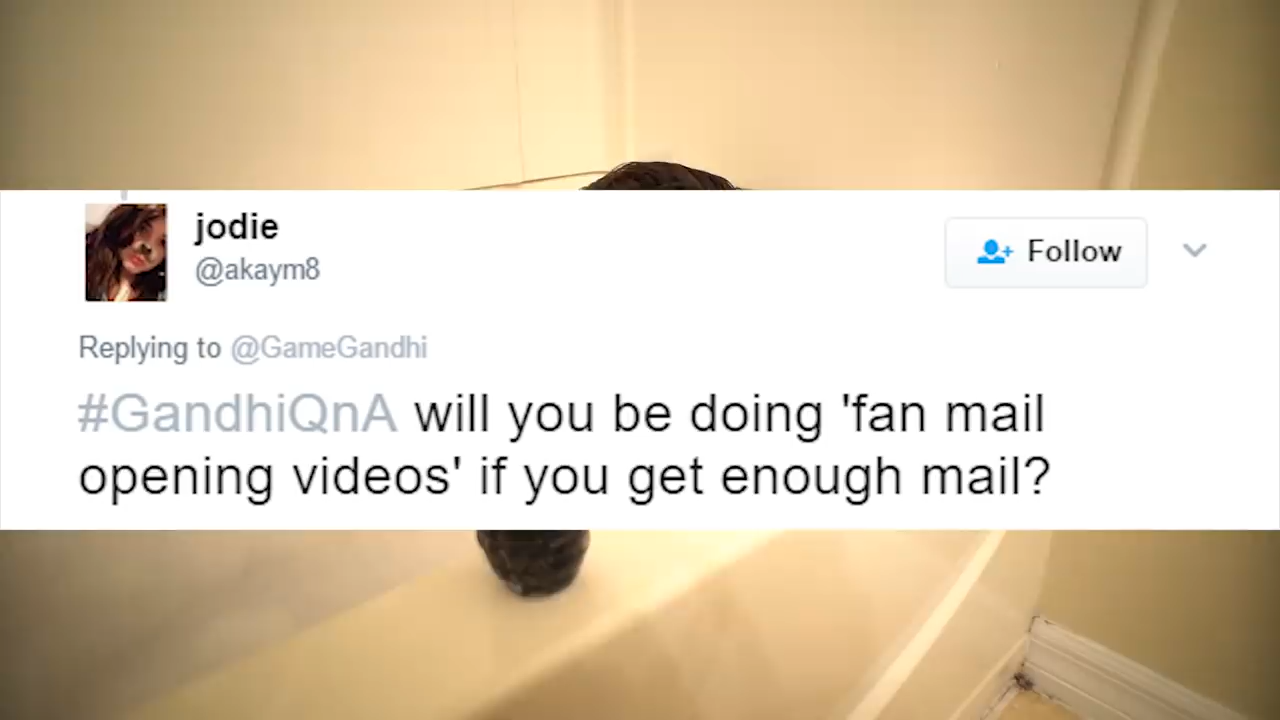 jodie
@akaym8
Follow
Replying to @GameGandhi
#GandhiQnA will you be doing 'fan mail
opening videos' if you get enough mail?